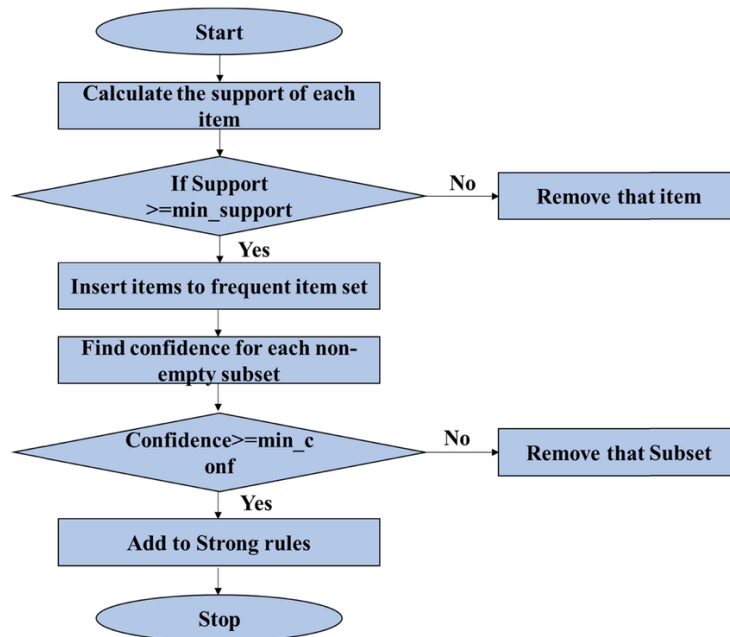 Start
Calculate the support of each
item
If Support
>=min_support
No
Remove that item
Yes
Insert items to frequent item set
Find confidence for each non-
empty subset
Confidence>=min_c
onf
No
Remove that Subset
Yes
Add to Strong rules
Stop